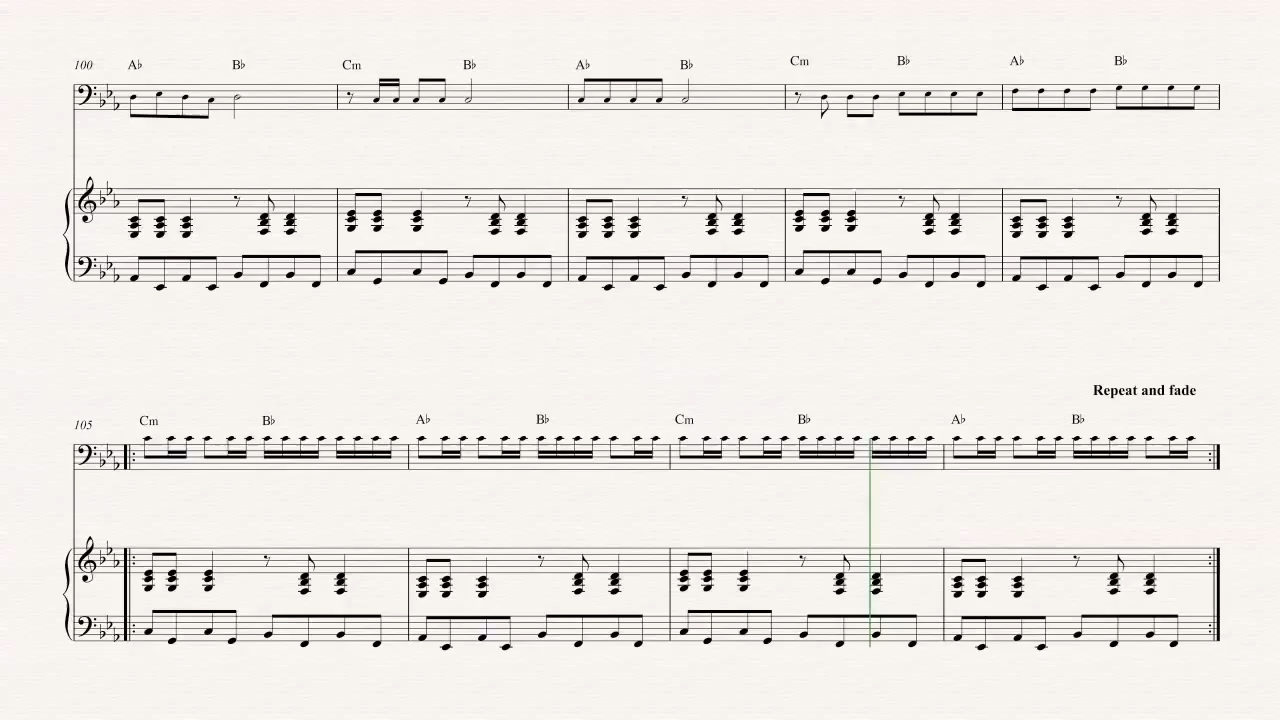 100 A♭ B♭ Cm B♭ A♭ B♭ Cm B♭ A♭ B♭
Repeat and fade
105 Cm B♭ A♭ B♭ Cm B♭ A♭ B♭